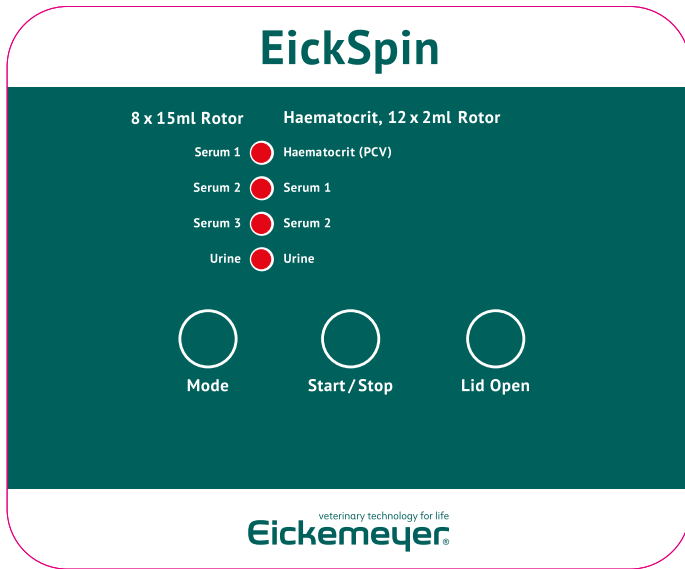 EickSpin
8 x 15ml Rotor Haematocrit, 12 x 2ml Rotor
Serum 1 Haematocrit (PCV)
Serum 2 Serum 1
Serum 3 Serum 2
Urine Urine
Mode Start / Stop Lid Open
veterinary technology for life
Eickemeyer®